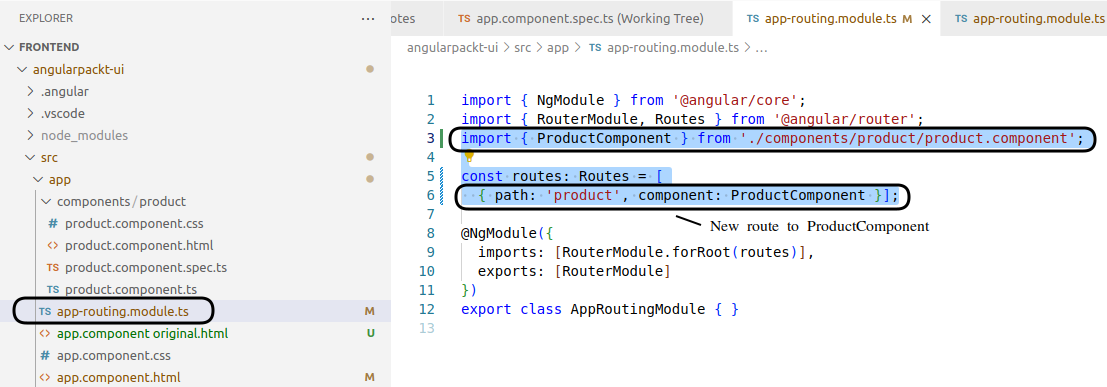 EXPLORER
...
FRONTEND
angularpackt-ui
.angular
.vscode
node_modules
src
app
components/product
# product.component.css
<> product.component.html
TS product.component.spec.ts
TS product.component.ts
TS app-routing.module.ts M
<> app.component original.html U
# app.component.css
<> app.component.html M
otes
TS app.component.spec.ts (Working Tree)
TS app-routing.module.ts M ×
TS app-routing.module.ts
angularpackt-ui > src > app > TS app-routing.module.ts > ...
1 import { NgModule } from '@angular/core';
2 import { RouterModule, Routes } from '@angular/router';
3 import { ProductComponent } from './components/product/product.component';
4
5 const routes: Routes = [
6 { path: 'product', component: ProductComponent }];
7
New route to ProductComponent
8 @NgModule({
9 imports: [RouterModule.forRoot(routes)],
10 exports: [RouterModule]
11 })
12 export class AppRoutingModule { }
13